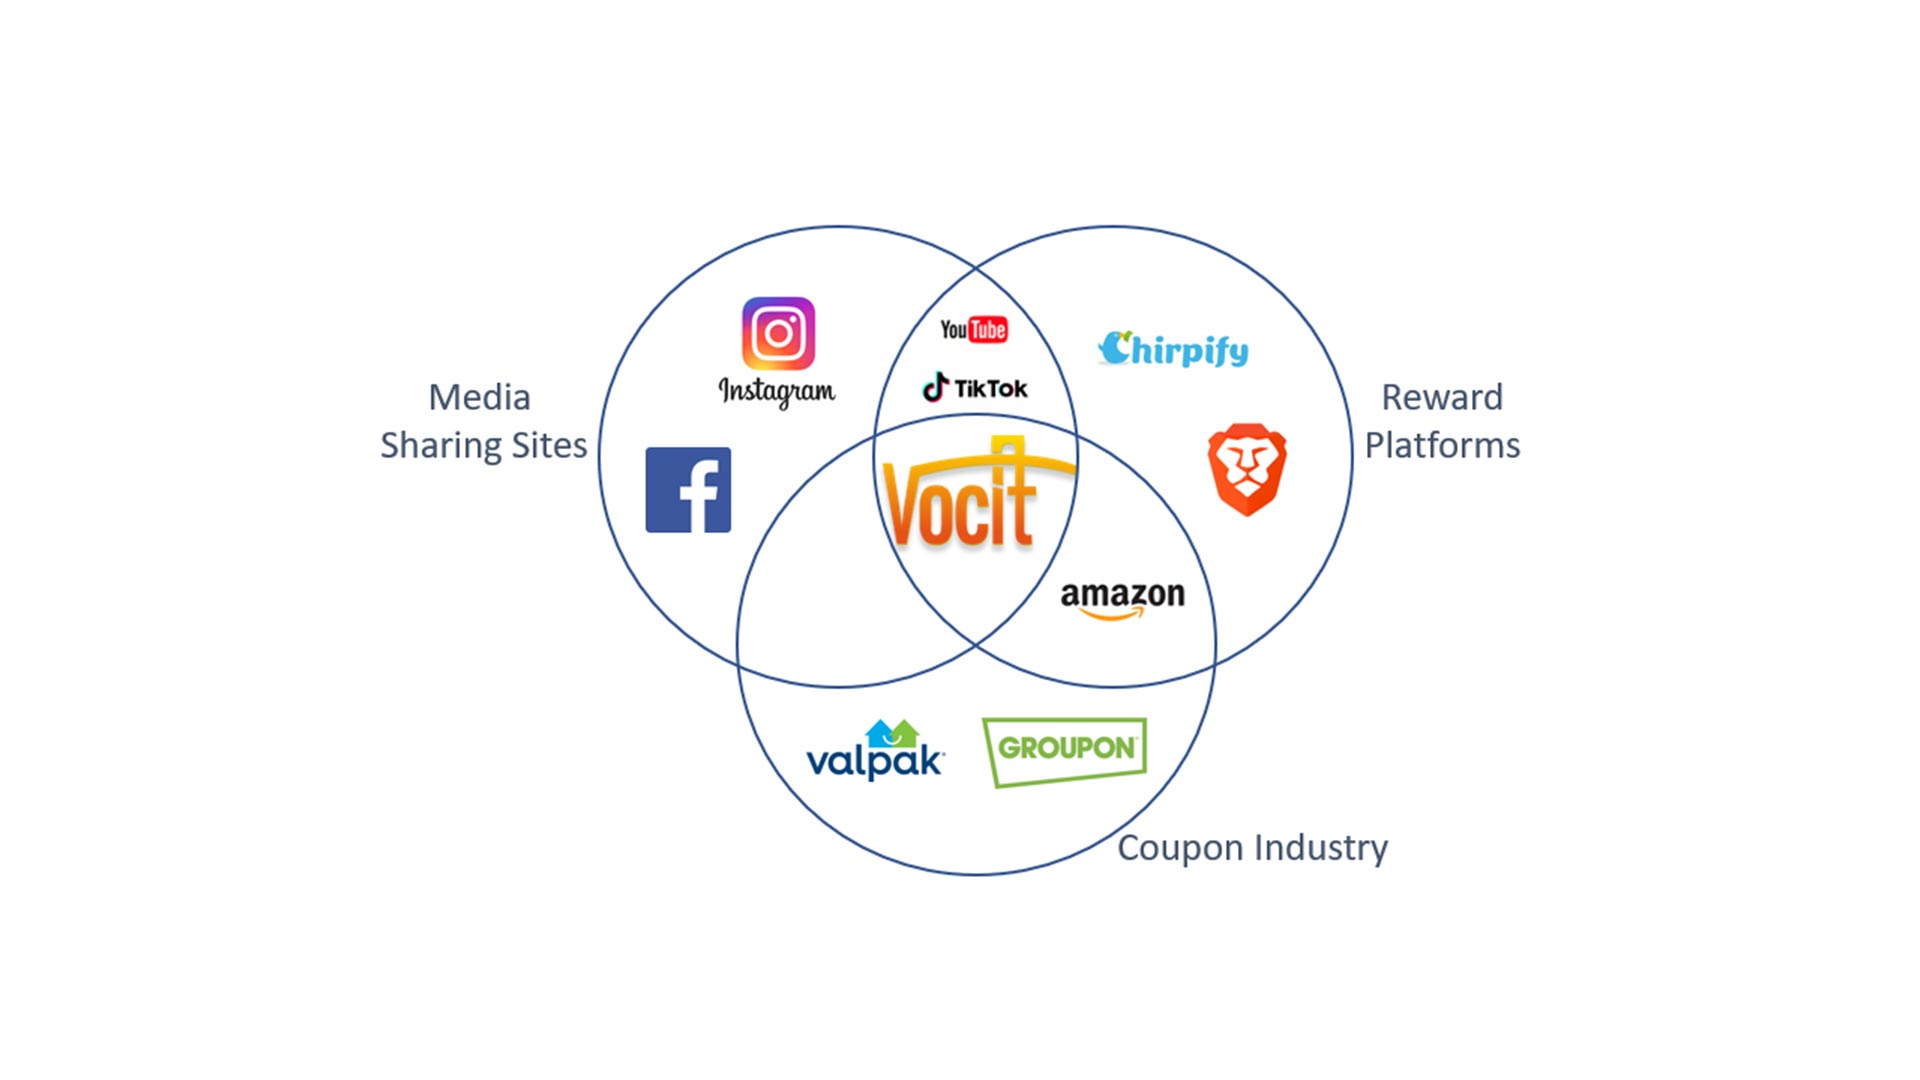 YouTube
Chirpify
Instagram
TikTok
Media
Sharing Sites
Reward
Platforms
Vocit
amazon
valpak
GROUPON
Coupon Industry